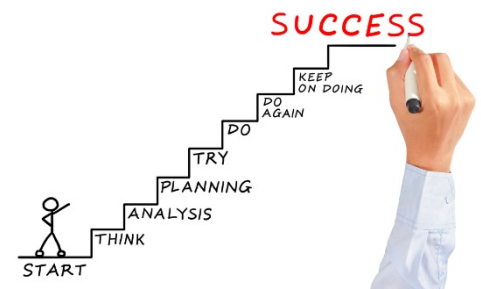 SUCCESS
KEEP
ON DOING
DO
AGAIN
DO
TRY
PLANNING
ANALYSIS
THINK
START